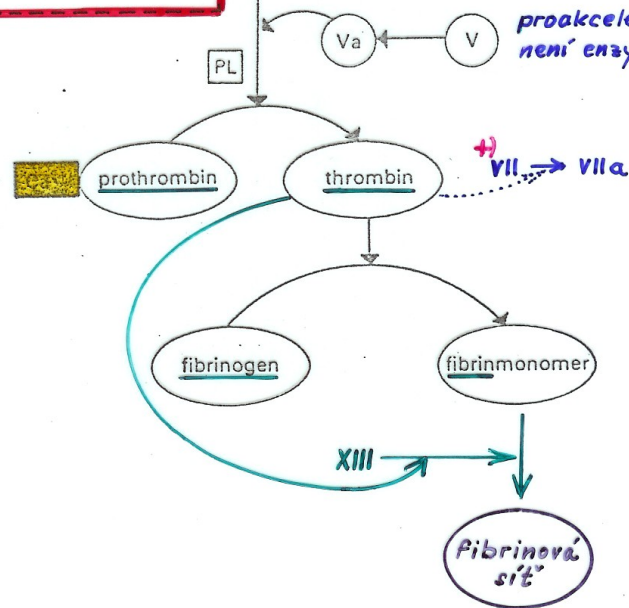 Va
V
proakcele
není enzy
PL
prothrombin
thrombin
+)
VII → VIIa
fibrinogen
fibrinmonomer
XIII
fibrinová
síť